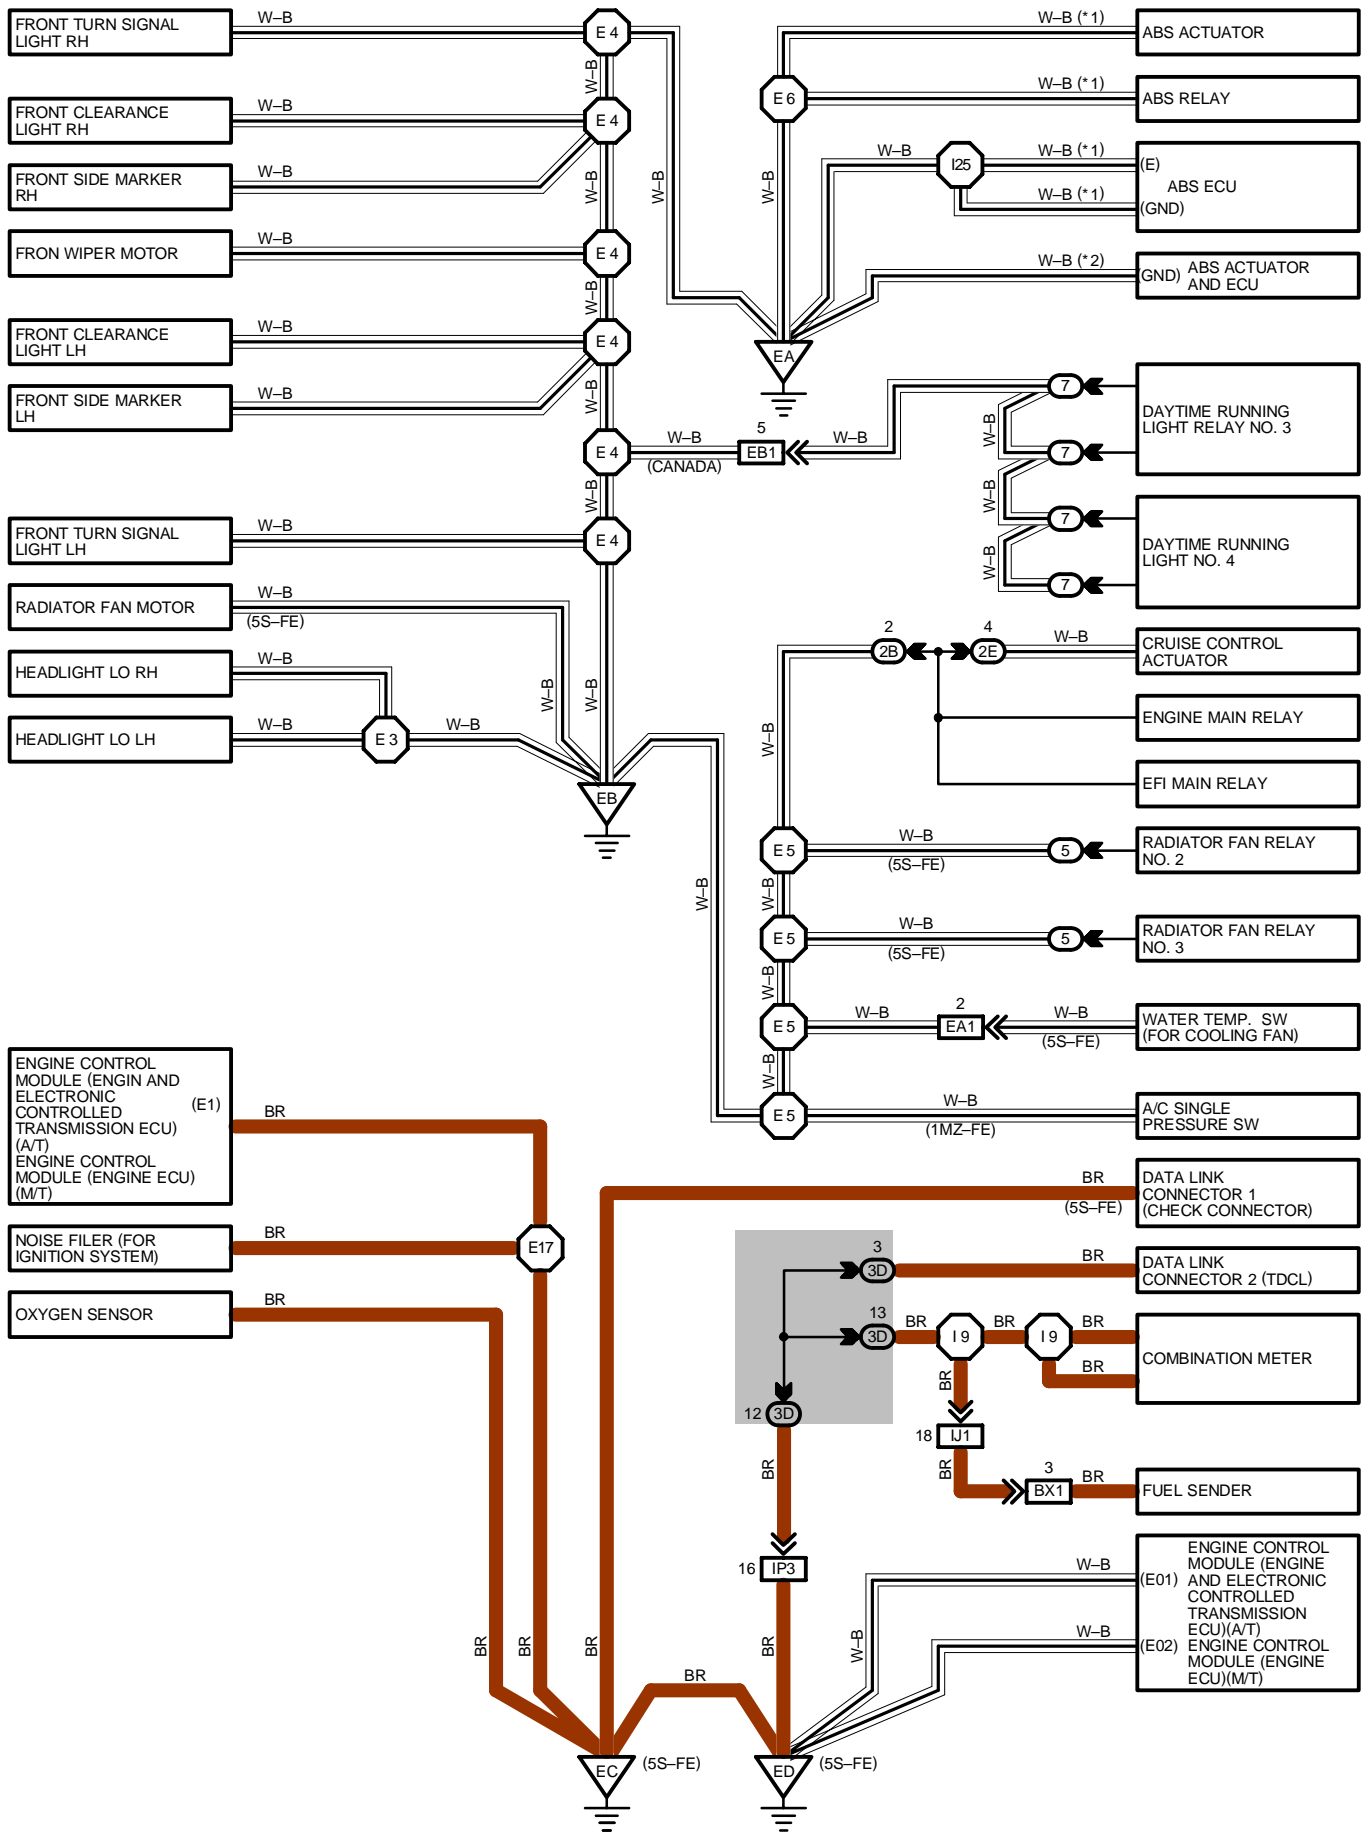 FRONT TURN SIGNAL
LIGHT RH
W–B
E 4
W–B (*1)
ABS ACTUATOR
W–B
FRONT CLEARANCE
LIGHT RH
W–B
E 4
E 6
W–B (*1)
ABS RELAY
FRONT SIDE MARKER
RH
W–B
W–B
W–B
W–B
W–B
I25
W–B (*1)
(E)
ABS ECU
W–B (*1)
(GND)
FRON WIPER MOTOR
W–B
E 4
W–B (*2)
(GND)
ABS ACTUATOR
AND ECU
W–B
FRONT CLEARANCE
LIGHT LH
W–B
E 4
EA
FRONT SIDE MARKER
LH
W–B
W–B
7
DAYTIME RUNNING
LIGHT RELAY NO. 3
W–B
E 4
W–B
(CANADA)
5
EB1
W–B
7
W–B
W–B
7
DAYTIME RUNNING
LIGHT NO. 4
W–B
7
FRONT TURN SIGNAL
LIGHT LH
W–B
E 4
RADIATOR FAN MOTOR
W–B
(5S–FE)
2
2B
4
2E
W–B
CRUISE CONTROL
ACTUATOR
HEADLIGHT LO RH
W–B
W–B
W–B
ENGINE MAIN RELAY
HEADLIGHT LO LH
W–B
E 3
W–B
W–B
EFI MAIN RELAY
EB
E 5
W–B
(5S–FE)
5
RADIATOR FAN RELAY
NO. 2
W–B
W–B
E 5
W–B
(5S–FE)
5
RADIATOR FAN RELAY
NO. 3
W–B
E 5
W–B
2
EA1
W–B
(5S–FE)
WATER TEMP. SW
(FOR COOLING FAN)
W–B
E 5
W–B
(1MZ–FE)
A/C SINGLE
PRESSURE SW
ENGINE CONTROL
MODULE (ENGIN AND
ELECTRONIC
CONTROLLED
TRANSMISSION ECU)
(A/T)
ENGINE CONTROL
MODULE (ENGINE ECU)
(M/T)
(E1)
BR
BR
(5S–FE)
DATA LINK
CONNECTOR 1
(CHECK CONNECTOR)
NOISE FILER (FOR
IGNITION SYSTEM)
BR
E17
3
3D
BR
DATA LINK
CONNECTOR 2 (TDCL)
OXYGEN SENSOR
BR
13
3D
BR
I 9
BR
I 9
BR
BR
COMBINATION METER
BR
12
3D
18
IJ1
BR
BR
3
BX1
BR
FUEL SENDER
16
IP3
W–B
(E01)
W–B
(E02)
ENGINE CONTROL
MODULE (ENGINE
AND ELECTRONIC
CONTROLLED
TRANSMISSION
ECU)(A/T)
ENGINE CONTROL
MODULE (ENGINE
ECU)(M/T)
BR
BR
BR
BR
BR
W–B
EC
(5S–FE)
ED
(5S–FE)